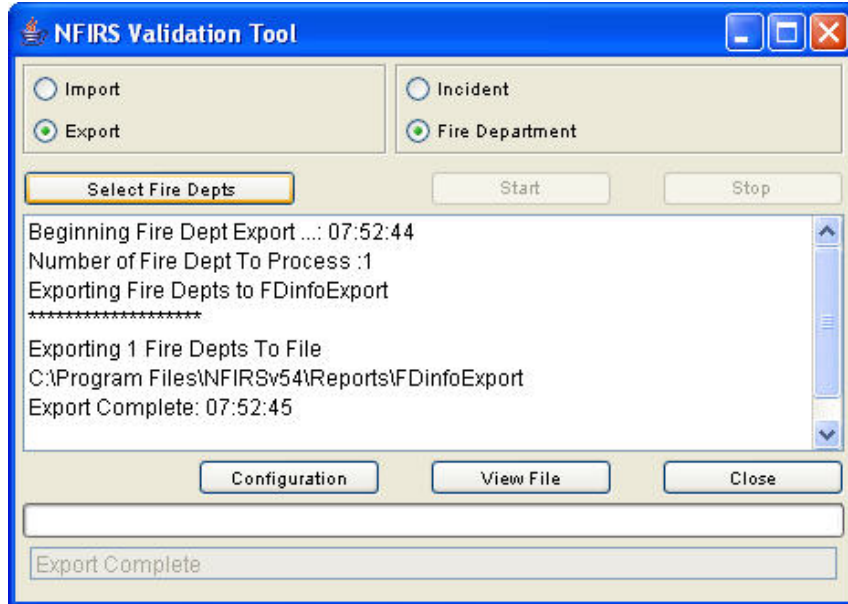 NFIRS Validation Tool
Import
Incident
Export
Fire Department
Select Fire Depts
Start
Stop
Beginning Fire Dept Export ...: 07:52:44
Number of Fire Dept To Process :1
Exporting Fire Depts to FDinfoExport
*******************
Exporting 1 Fire Depts To File
C:\Program Files\NFIRSv54\Reports\FDinfoExport
Export Complete: 07:52:45
Configuration
View File
Close
Export Complete